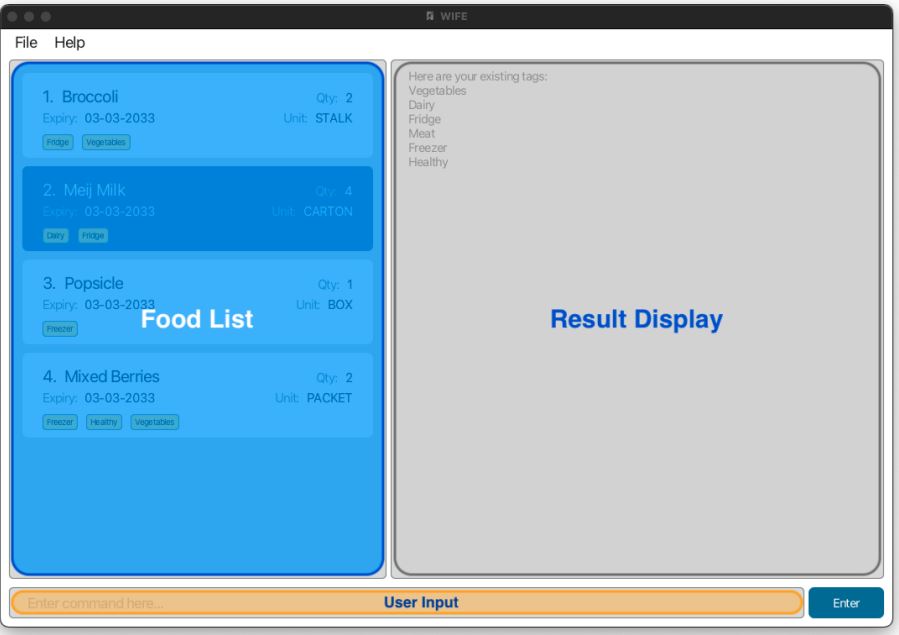 WIFE
File Help
1. Broccoli Qty: 2
Expiry: 03-03-2033 Unit: STALK
Fridge Vegetables
2. Meij Milk Qty: 4
Expiry: 03-03-2033 Unit: CARTON
Dairy Fridge
3. Popsicle Qty: 1
Expiry: 03-03-2033 Unit: BOX
Freezer
Food List
4. Mixed Berries Qty: 2
Expiry: 03-03-2033 Unit: PACKET
Freezer Healthy Vegetables
Here are your existing tags:
Vegetables
Dairy
Fridge
Meat
Freezer
Healthy
Result Display
Enter command here...
User Input
Enter